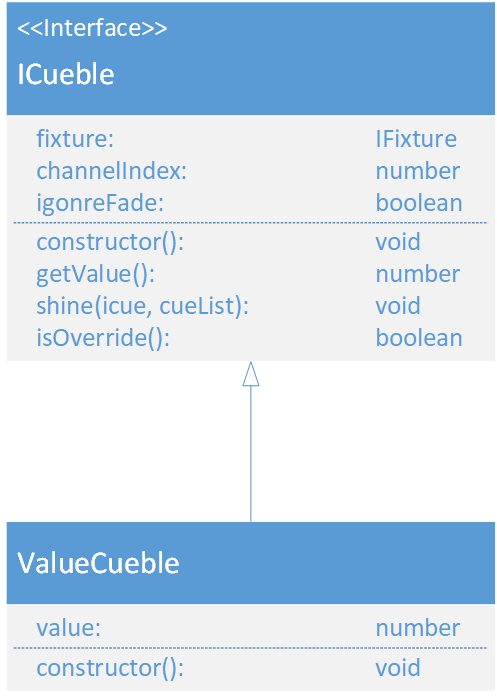 <<Interface>>
ICueble
fixture: IFixture
channelIndex: number
igonreFade: boolean
constructor(): void
getValue(): number
shine(icue, cueList): void
isOverride(): boolean
ValueCueble
value: number
constructor(): void